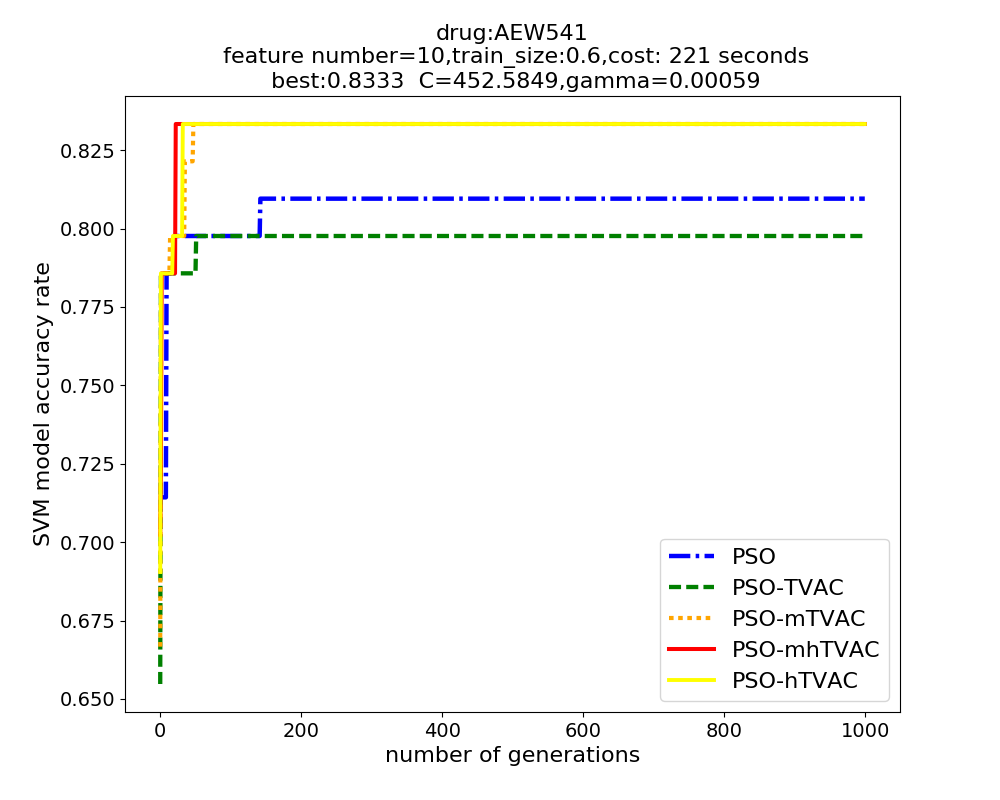 drug:AEW541
feature number=10,train_size:0.6,cost: 221 seconds
best:0.8333  C=452.5849,gamma=0.00059
0.825
0.800
0.775
0.750
0.725
0.700
0.675
0.650
SVM model accuracy rate
PSO
PSO-TVAC
PSO-mTVAC
PSO-mhTVAC
PSO-hTVAC
0 200 400 600 800 1000
number of generations